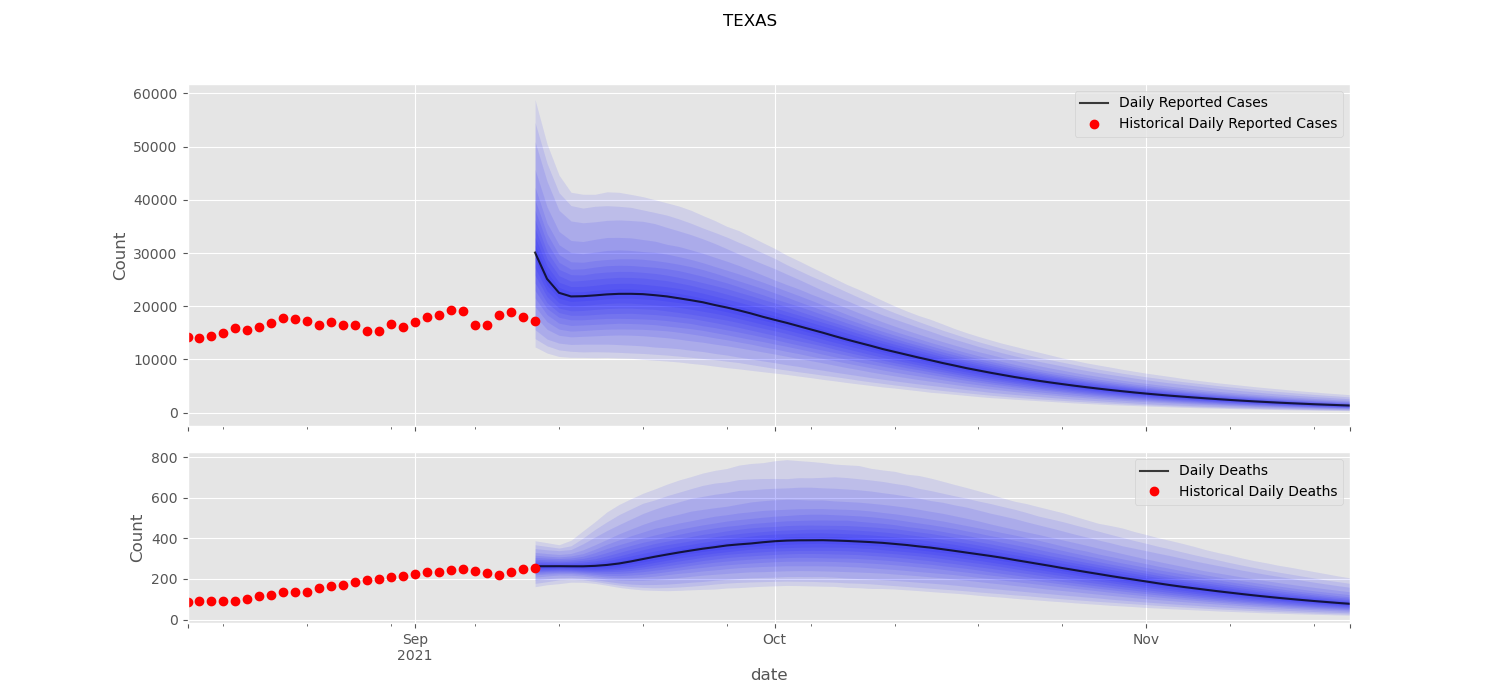 TEXAS
60000
50000
40000
30000
20000
10000
0
Count
Daily Reported Cases
Historical Daily Reported Cases
800
600
400
200
0
Count
Daily Deaths
Historical Daily Deaths
Sep
2021
Oct
Nov
date